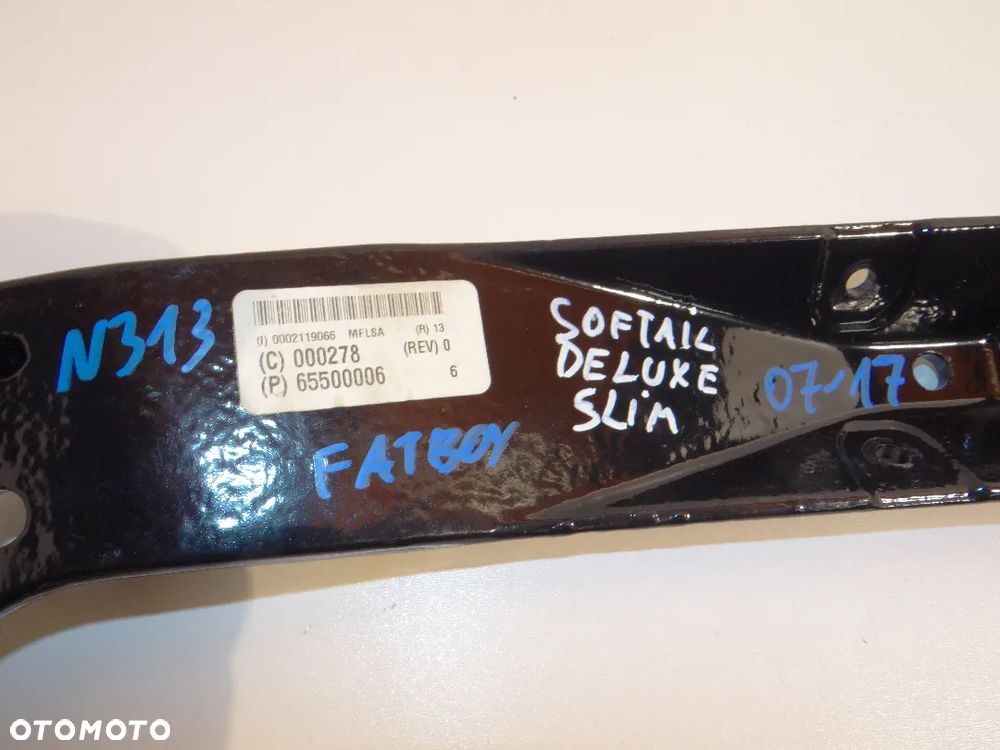 N313
(I) 0002119066 MFLSA (R) 13
(C) 000278 (REV) 0
(P) 65500006 6
FATBOY
SOFTAIL
DELUXE
SLIM
07-17
OTOMOTO